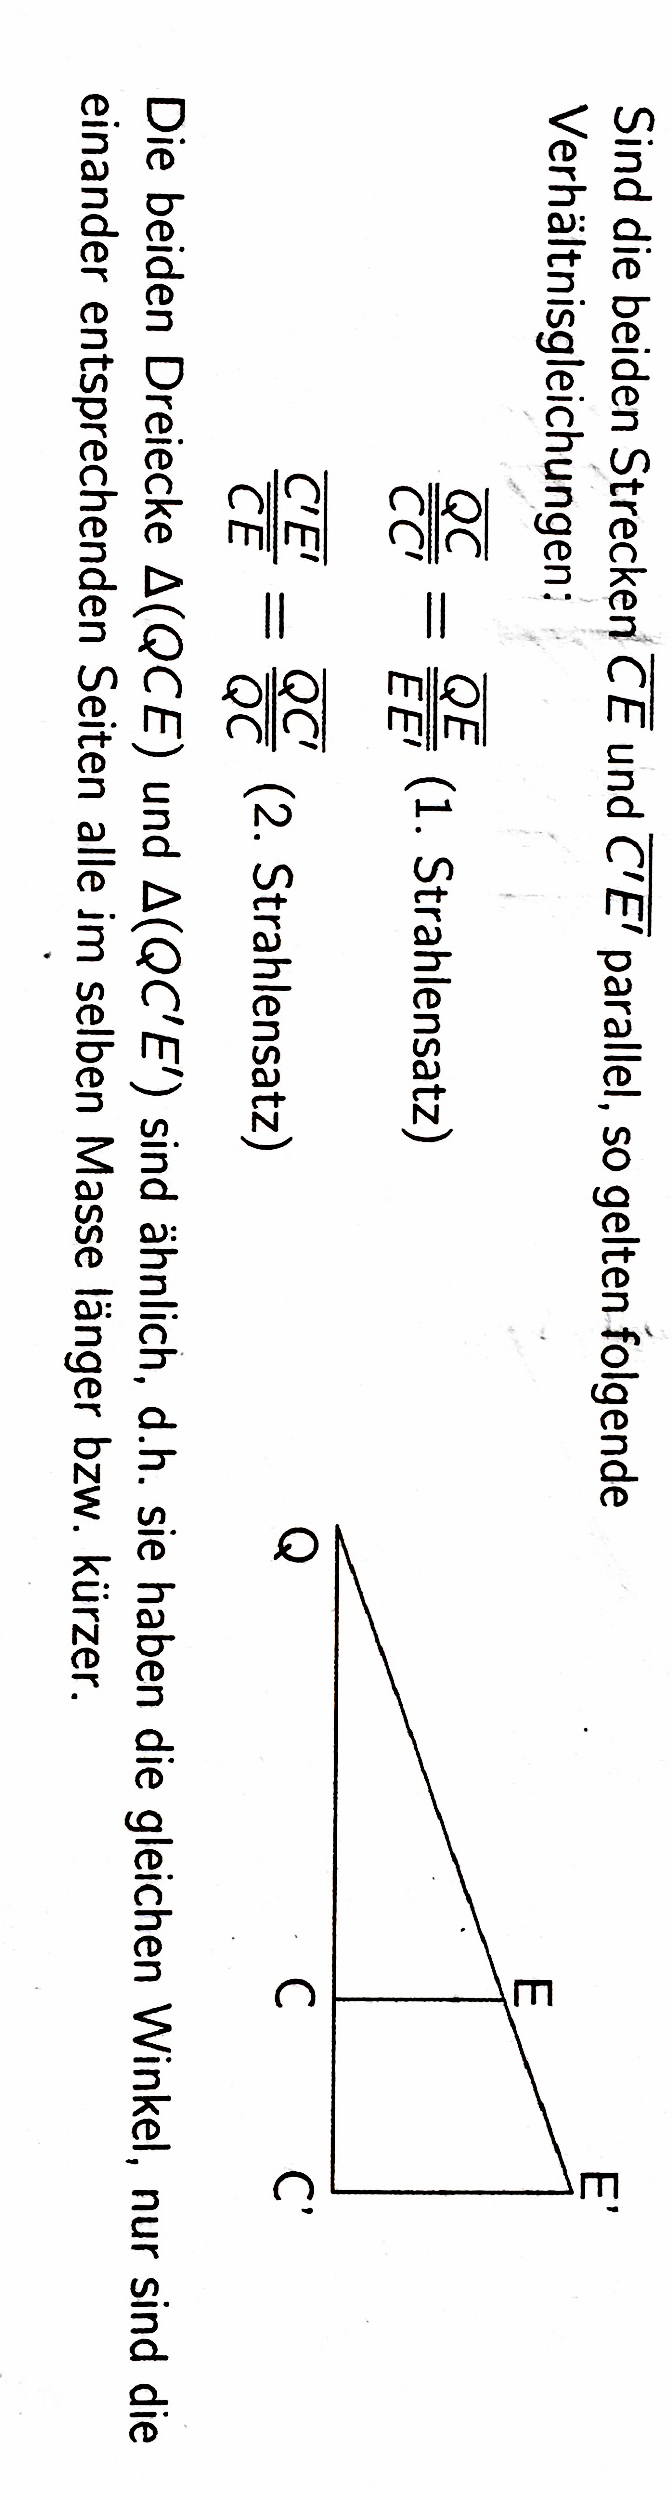 Sind die beiden Strecken C̅E̅ und C̅'̅E̅'̅ parallel, so gelten folgende
Verhältnisgleichungen:
QC/CC' = QE/EE' (1. Strahlensatz)
C'E'/CE = QC'/QC (2. Strahlensatz)
E'
E
Q C C'
Die beiden Dreiecke Δ(QCE) und Δ(QC'E') sind ähnlich, d.h. sie haben die gleichen Winkel, nur sind die
einander entsprechenden Seiten alle im selben Masse länger bzw. kürzer.